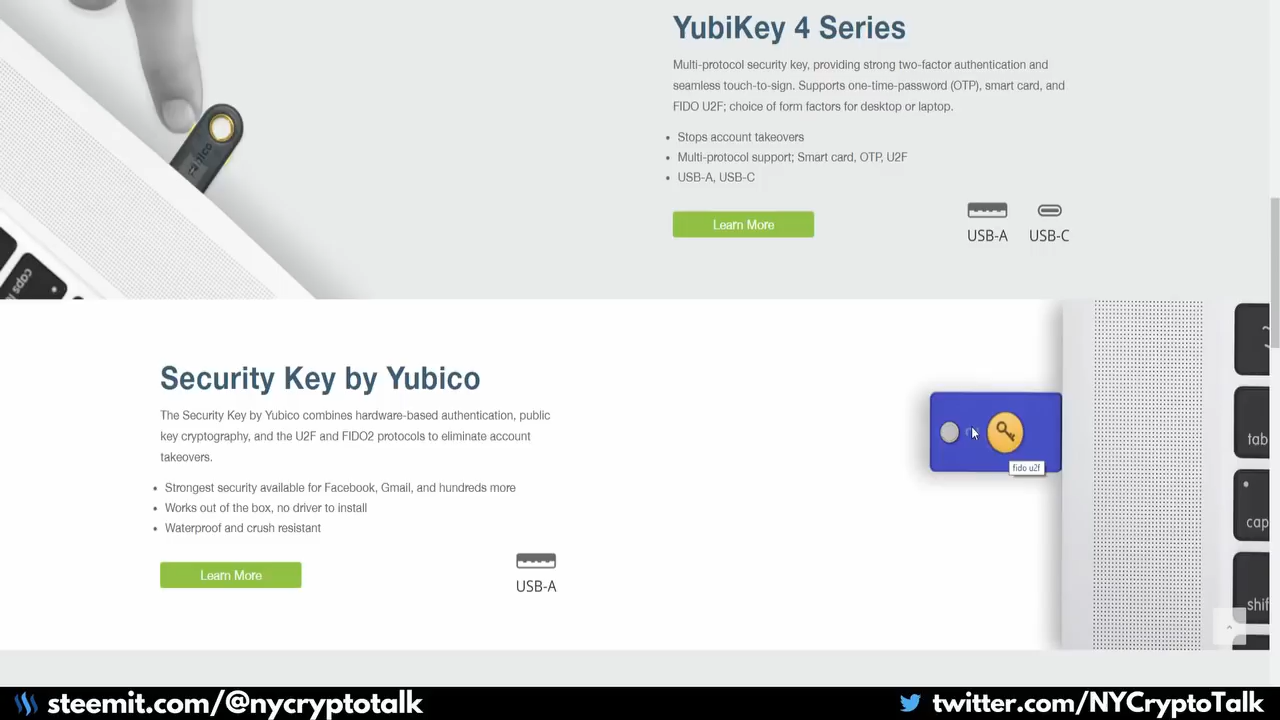 YubiKey 4 Series
Multi-protocol security key, providing strong two-factor authentication and
seamless touch-to-sign. Supports one-time-password (OTP), smart card, and
FIDO U2F; choice of form factors for desktop or laptop.
Stops account takeovers
Multi-protocol support; Smart card, OTP, U2F
USB-A, USB-C
Learn More
USB-A USB-C
yubico
caps
Security Key by Yubico
The Security Key by Yubico combines hardware-based authentication, public
key cryptography, and the U2F and FIDO2 protocols to eliminate account
takeovers.
Strongest security available for Facebook, Gmail, and hundreds more
Works out of the box, no driver to install
Waterproof and crush resistant
Learn More
USB-A
fido u2f
~
tab
cap
shif
steemit.com/@nycryptotalk
twitter.com/NYCryptoTalk